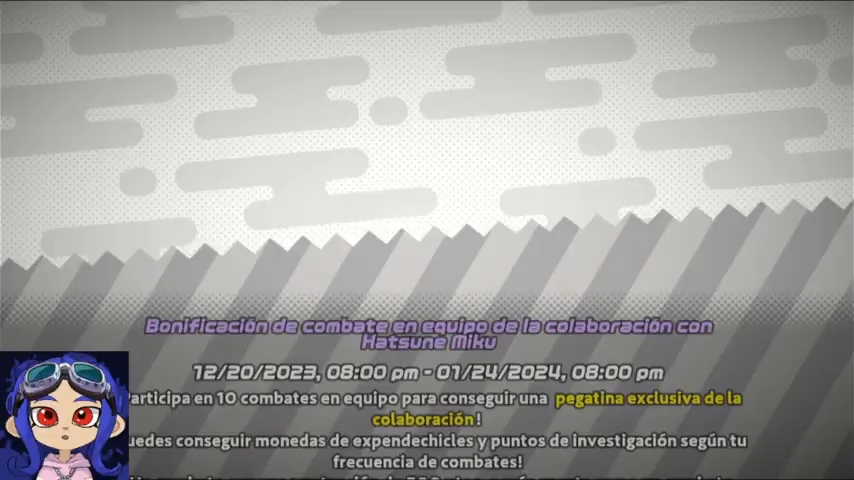 Bonificación de combate en equipo de la colaboración con
Hatsune Miku
12/20/2023, 08:00 pm - 01/24/2024, 08:00 pm
Participa en 10 combates en equipo para conseguir una pegatina exclusiva de la
colaboración!
uedes conseguir monedas de expendechicles y puntos de investigación según tu
frecuencia de combates!